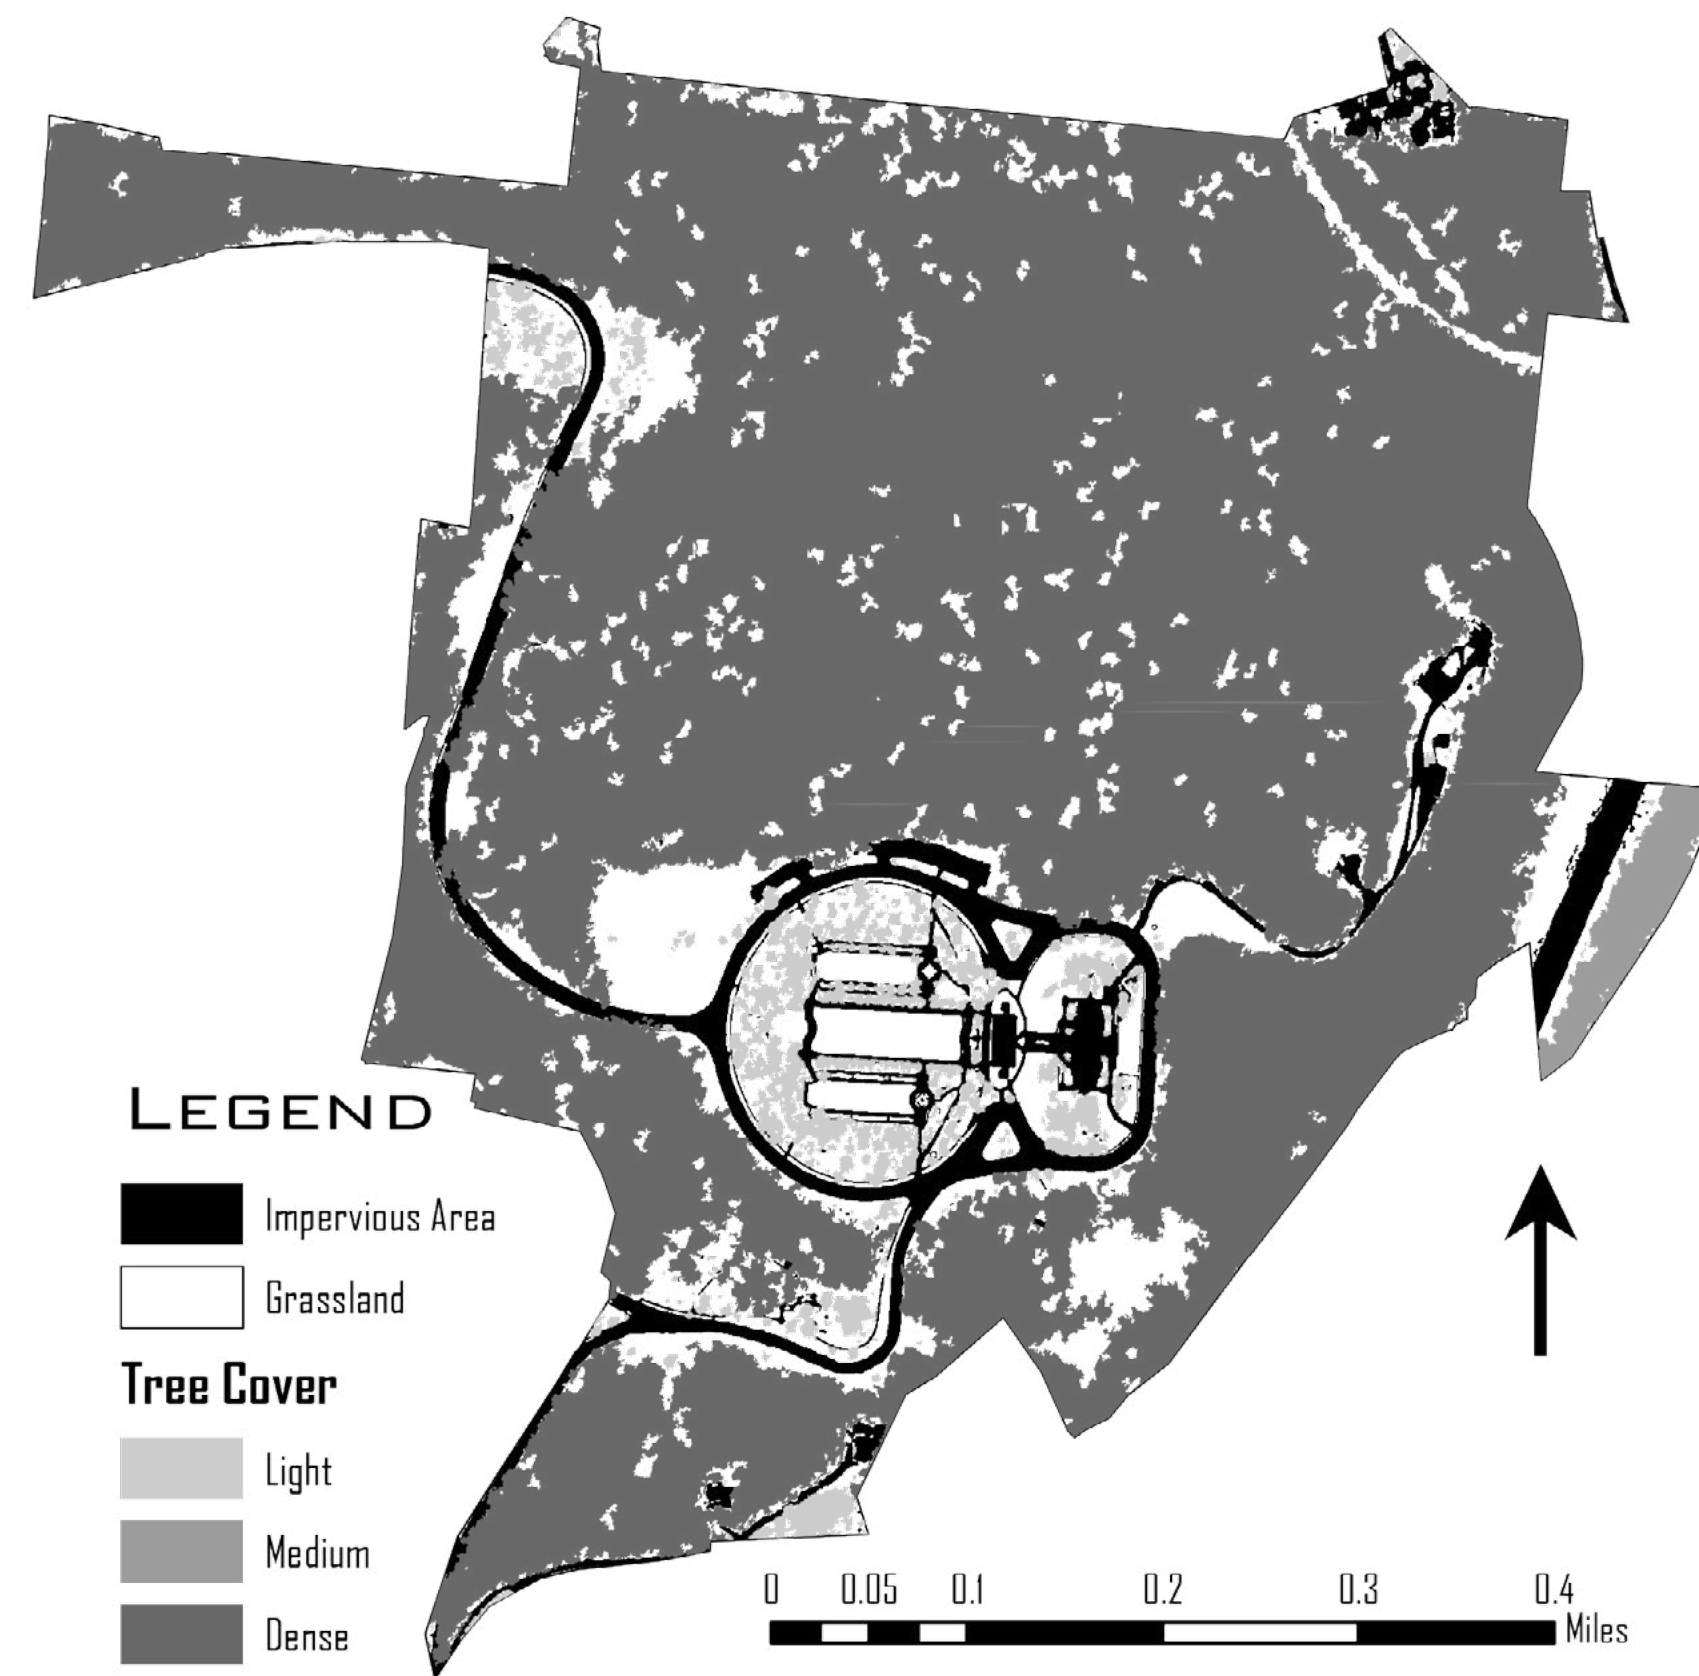 LEGEND
Impervious Area
Grassland
Tree Cover
Light
Medium
Dense
0 0.05 0.1 0.2 0.3 0.4
Miles